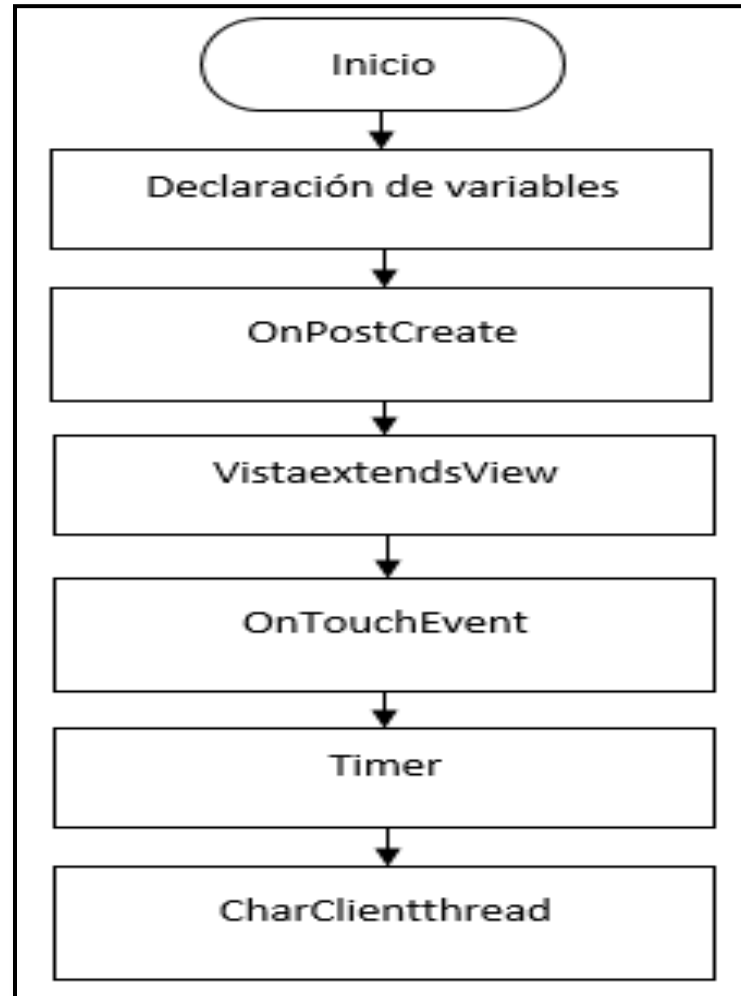 Inicio
Declaración de variables
OnPostCreate
VistaextendsView
OnTouchEvent
Timer
CharClientthread